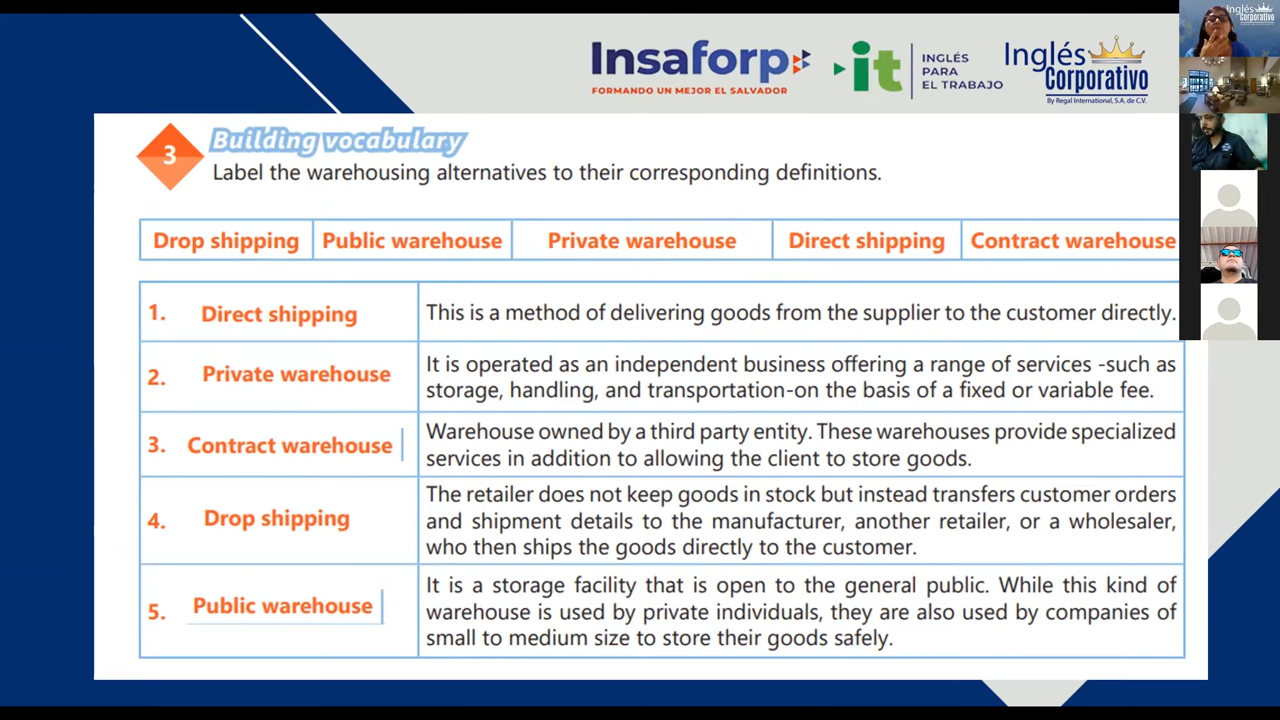 Insaforp
FORMANDO UN MEJOR EL SALVADOR
it
INGLÉS
PARA
EL TRABAJO
Inglés
Corporativo
By Regal International, S.A. de C.V.
Inglés
Corporativo
3
Building vocabulary
Label the warehousing alternatives to their corresponding definitions.
Drop shipping
Public warehouse
Private warehouse
Direct shipping
Contract warehouse
1. Direct shipping
This is a method of delivering goods from the supplier to the customer directly.
2. Private warehouse
It is operated as an independent business offering a range of services -such as
storage, handling, and transportation-on the basis of a fixed or variable fee.
3. Contract warehouse
Warehouse owned by a third party entity. These warehouses provide specialized
services in addition to allowing the client to store goods.
4. Drop shipping
The retailer does not keep goods in stock but instead transfers customer orders
and shipment details to the manufacturer, another retailer, or a wholesaler,
who then ships the goods directly to the customer.
5. Public warehouse
It is a storage facility that is open to the general public. While this kind of
warehouse is used by private individuals, they are also used by companies of
small to medium size to store their goods safely.